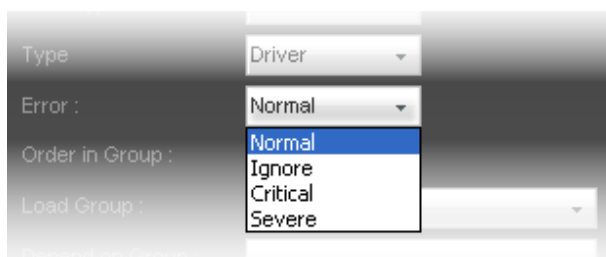 Type Driver
Error : Normal
Normal
Ignore
Order in Group :
Critical
Load Group :
Severe